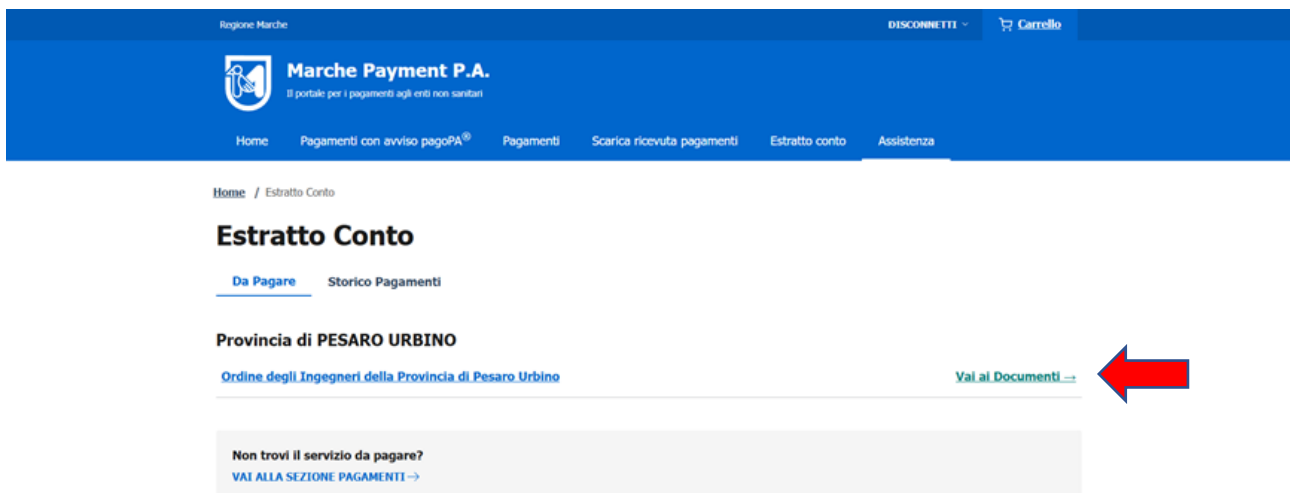 Regione Marche
DISCONNETTI
Carrello
Marche Payment P.A.
Il portale per i pagamenti agli enti non sanitari
Home Pagamenti con avviso pagoPA® Pagamenti Scarica ricevuta pagamenti Estratto conto Assistenza
Home / Estratto Conto
Estratto Conto
Da Pagare Storico Pagamenti
Provincia di PESARO URBINO
Ordine degli Ingegneri della Provincia di Pesaro Urbino Vai ai Documenti →
Non trovi il servizio da pagare?
VAI ALLA SEZIONE PAGAMENTI →